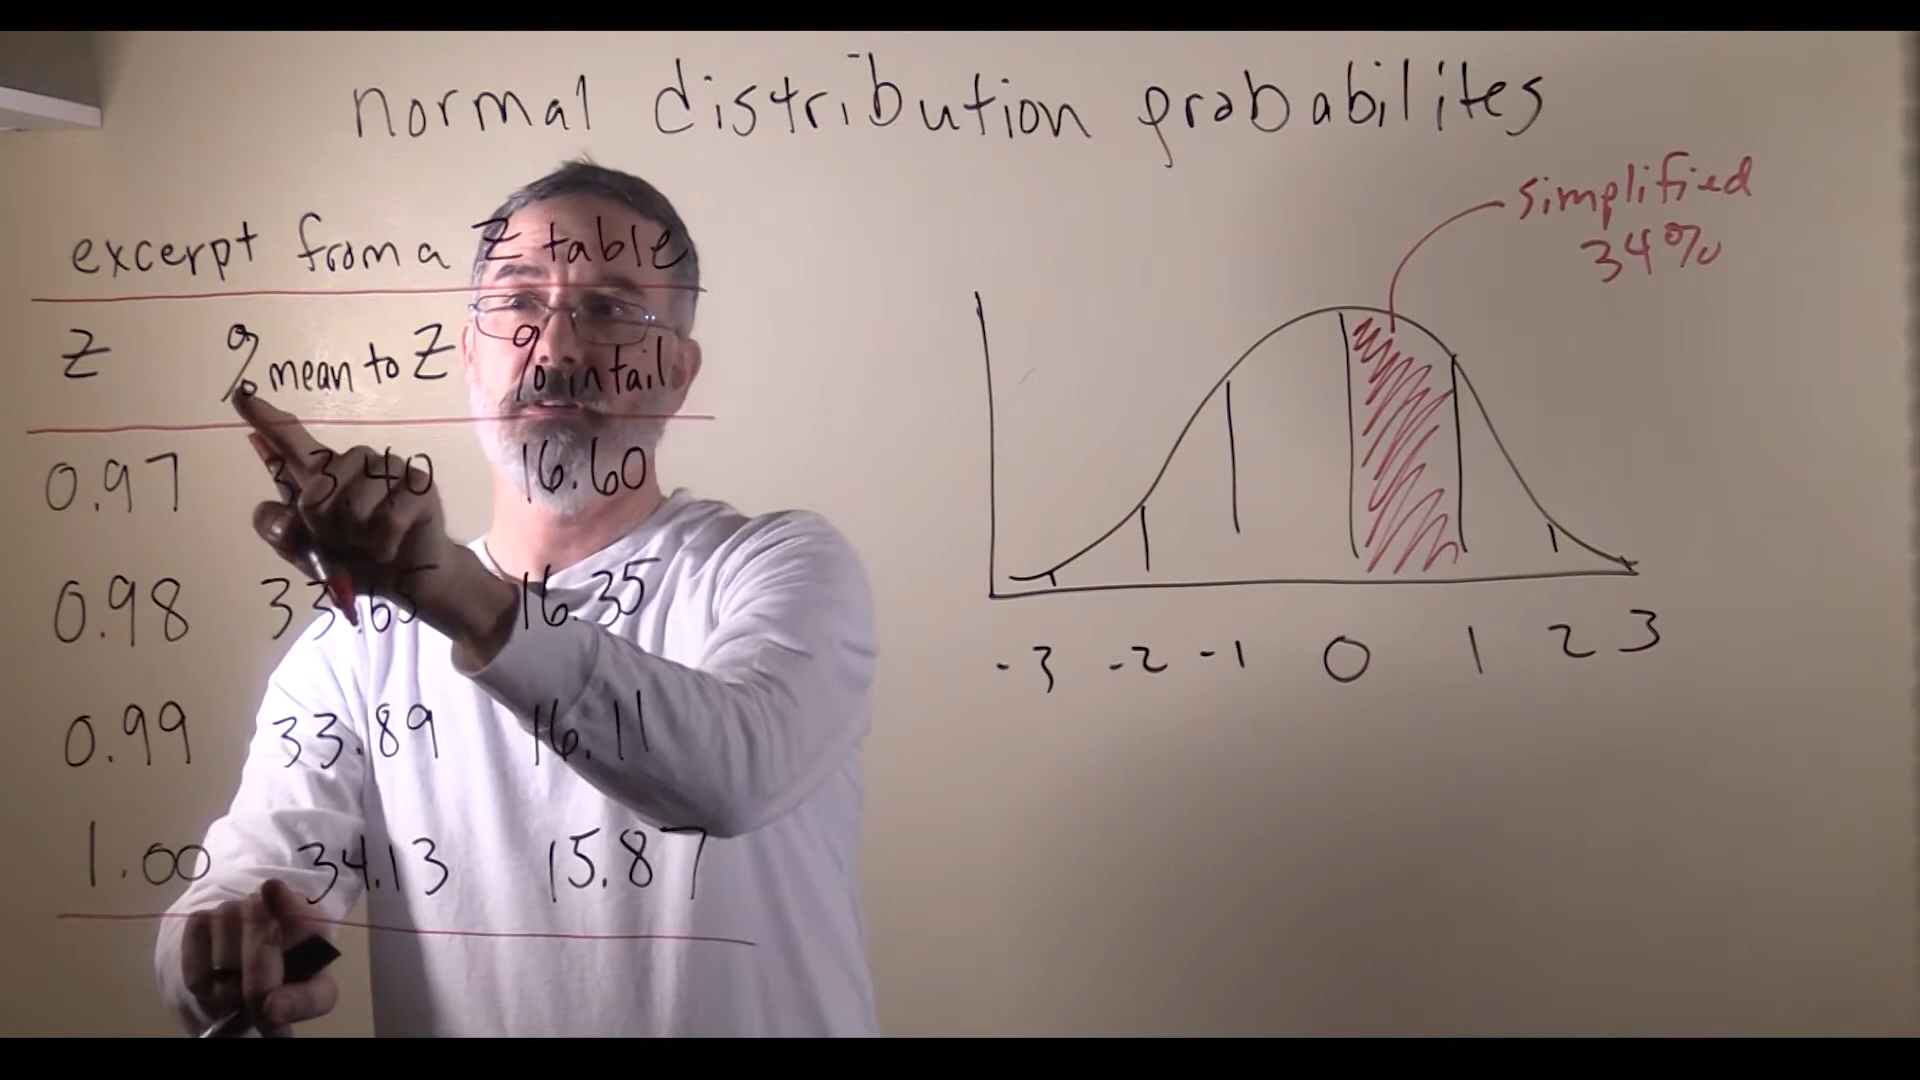 normal distribution probabilites
excerpt from a Z table
Z % mean to Z % in tail
0.97 33.40 16.60
0.98 33.65 16.35
0.99 33.89 16.11
1.00 34.13 15.87
simplified
34%
-3 -2 -1 0 1 2 3